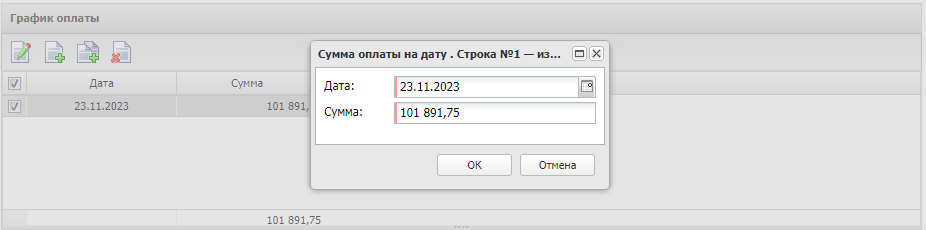 График оплаты
Сумма оплаты на дату . Строка №1 — из...
Дата Сумма
23.11.2023 101 891,
Дата: 23.11.2023
Сумма: 101 891,75
ОК Отмена
101 891,75